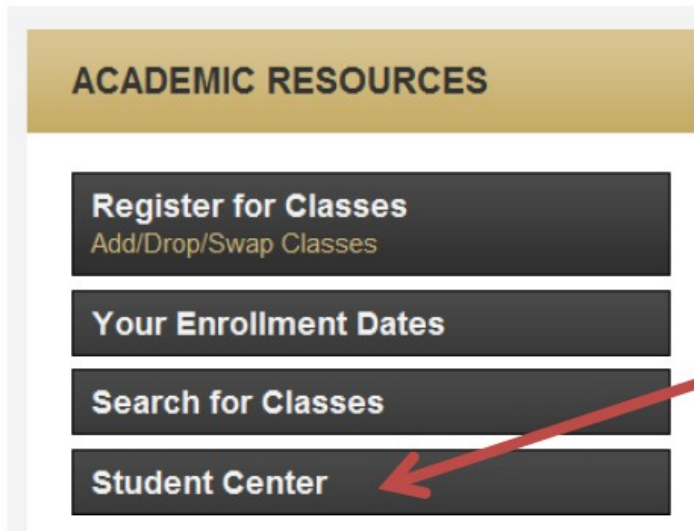 ACADEMIC RESOURCES
Register for Classes
Add/Drop/Swap Classes
Your Enrollment Dates
Search for Classes
Student Center